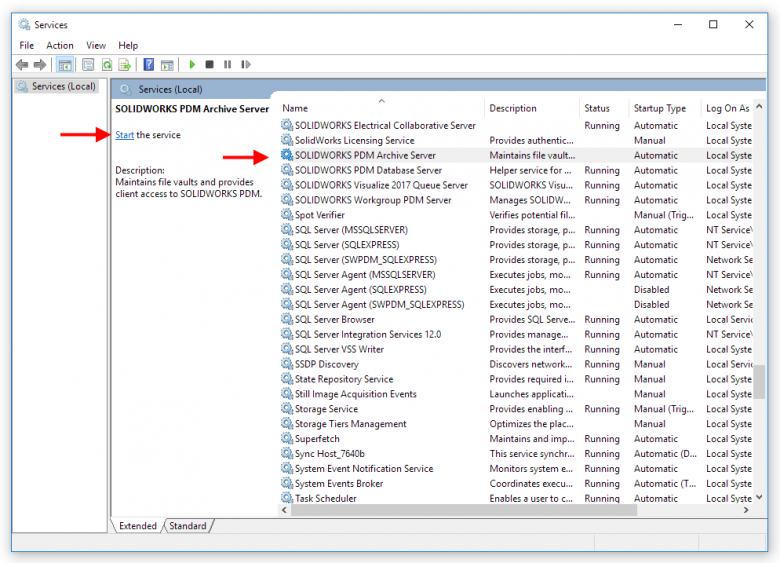 Services
File Action View Help
Services (Local)
Services (Local)
SOLIDWORKS PDM Archive Server
Start the service
Description:
Maintains file vaults and provides
client access to SOLIDWORKS PDM.
Name Description Status Startup Type Log On As
SOLIDWORKS Electrical Collaborative Server Running Automatic Local Syste
SolidWorks Licensing Service Provides authentic... Manual Local Syste
SOLIDWORKS PDM Archive Server Maintains file vault... Automatic Local Syste
SOLIDWORKS PDM Database Server Helper service for ... Running Automatic Local Syste
SOLIDWORKS Visualize 2017 Queue Server SOLIDWORKS Visu... Running Automatic Local Syste
SOLIDWORKS Workgroup PDM Server Manages SOLIDW... Running Automatic Local Syste
Spot Verifier Verifies potential fil... Manual (Trig... Local Syste
SQL Server (MSSQLSERVER) Provides storage, p... Running Automatic NT Service\
SQL Server (SQLEXPRESS) Provides storage, p... Running Automatic NT Service\
SQL Server (SWPDM_SQLEXPRESS) Provides storage, p... Running Automatic Network Se
SQL Server Agent (MSSQLSERVER) Executes jobs, mo... Running Automatic NT Service\
SQL Server Agent (SQLEXPRESS) Executes jobs, mo... Disabled Network Se
SQL Server Agent (SWPDM_SQLEXPRESS) Executes jobs, mo... Disabled Network Se
SQL Server Browser Provides SQL Serve... Running Automatic Local Servic
SQL Server Integration Services 12.0 Provides manage... Running Automatic NT Service\
SQL Server VSS Writer Provides the interf... Running Automatic Local Syste
SSDP Discovery Discovers network... Running Manual Local Servic
State Repository Service Provides required i... Running Manual Local Syste
Still Image Acquisition Events Launches applicati... Manual Local Syste
Storage Service Provides enabling ... Running Manual (Trig... Local Syste
Storage Tiers Management Optimizes the plac... Manual Local Syste
Superfetch Maintains and imp... Running Automatic Local Syste
Sync Host_7640b This service synchr... Running Automatic (D... Local Syste
System Event Notification Service Monitors system e... Running Automatic Local Syste
System Events Broker Coordinates execu... Running Automatic (T... Local Syste
Task Scheduler Enables a user to c... Running Automatic Local Syste
Extended Standard